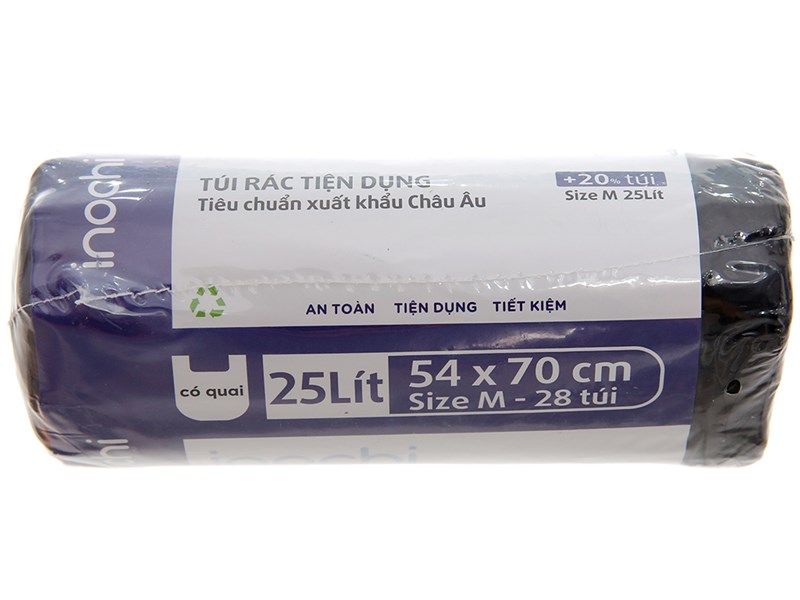 inochi
TÚI RÁC TIỆN DỤNG
Tiêu chuẩn xuất khẩu Châu Âu
+20% túi
Size M 25Lít
AN TOÀN TIỆN DỤNG TIẾT KIỆM
có quai
25Lít
54 x 70 cm
Size M - 28 túi
inochi